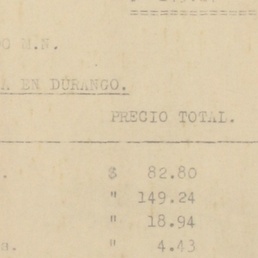 =============
O M.N.
A EN DURANGO.
PRECIO TOTAL.
. $ 82.80
" 149.24
" 18.94
s. " 4.43